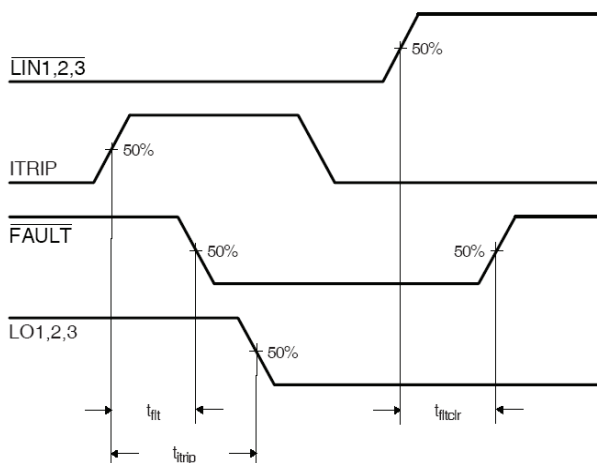 LIN1,2,3
50%
50%
ITRIP
FAULT
50%
50%
LO1,2,3
50%
tflt
tfltclr
titrip